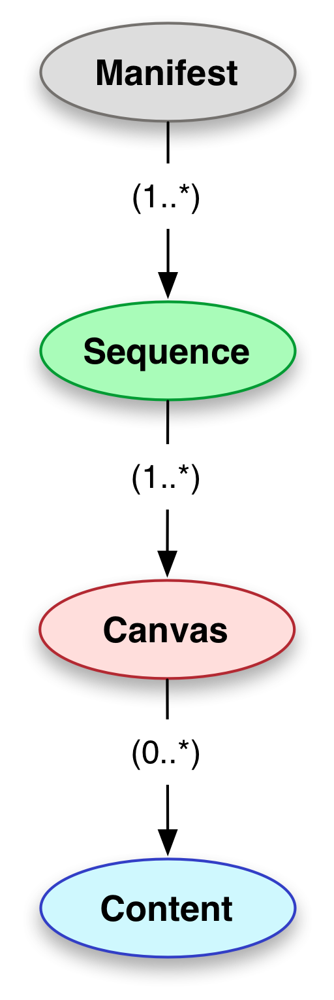 Manifest
(1..*)
Sequence
(1..*)
Canvas
(0..*)
Content